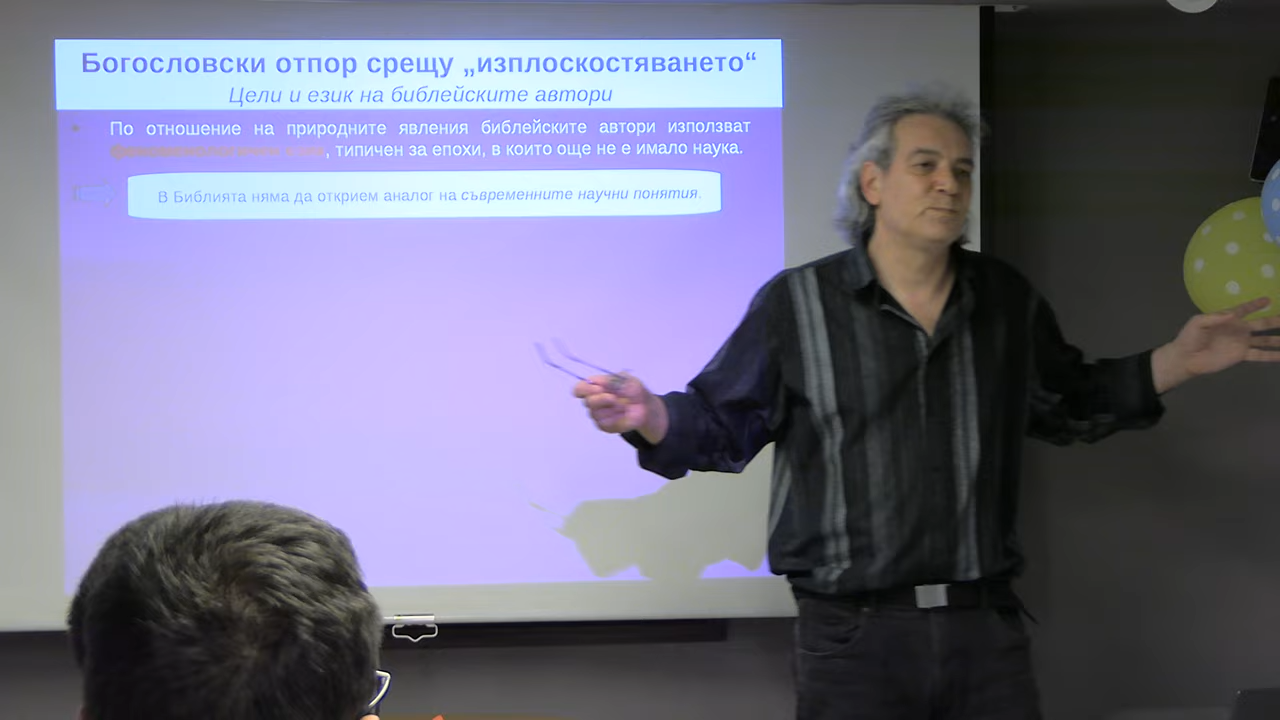 Богословски отпор срещу „изплоскостяването“
Цели и език на библейските автори
По отношение на природните явления библейските автори използват
, типичен за епохи, в които още не е имало наука.
В Библията няма да открием аналог на съвременните научни понятия.